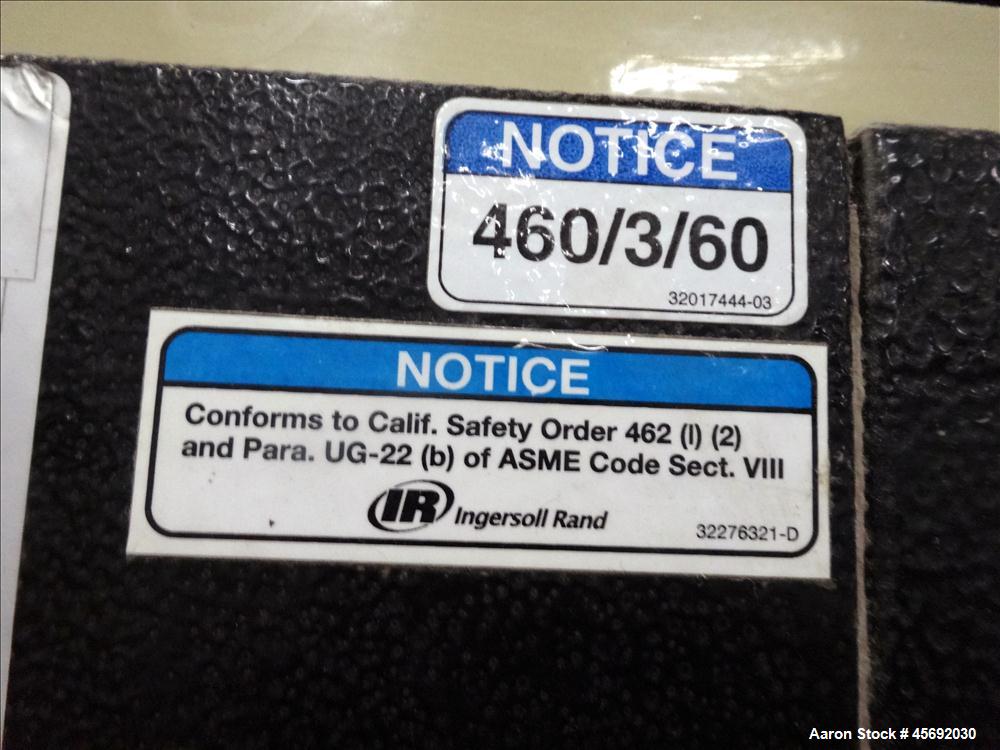 NOTICE
460/3/60
32017444-03
NOTICE
Conforms to Calif. Safety Order 462 (l) (2)
and Para. UG-22 (b) of ASME Code Sect. VIII
IR Ingersoll Rand
32276321-D
Aaron Stock # 45692030